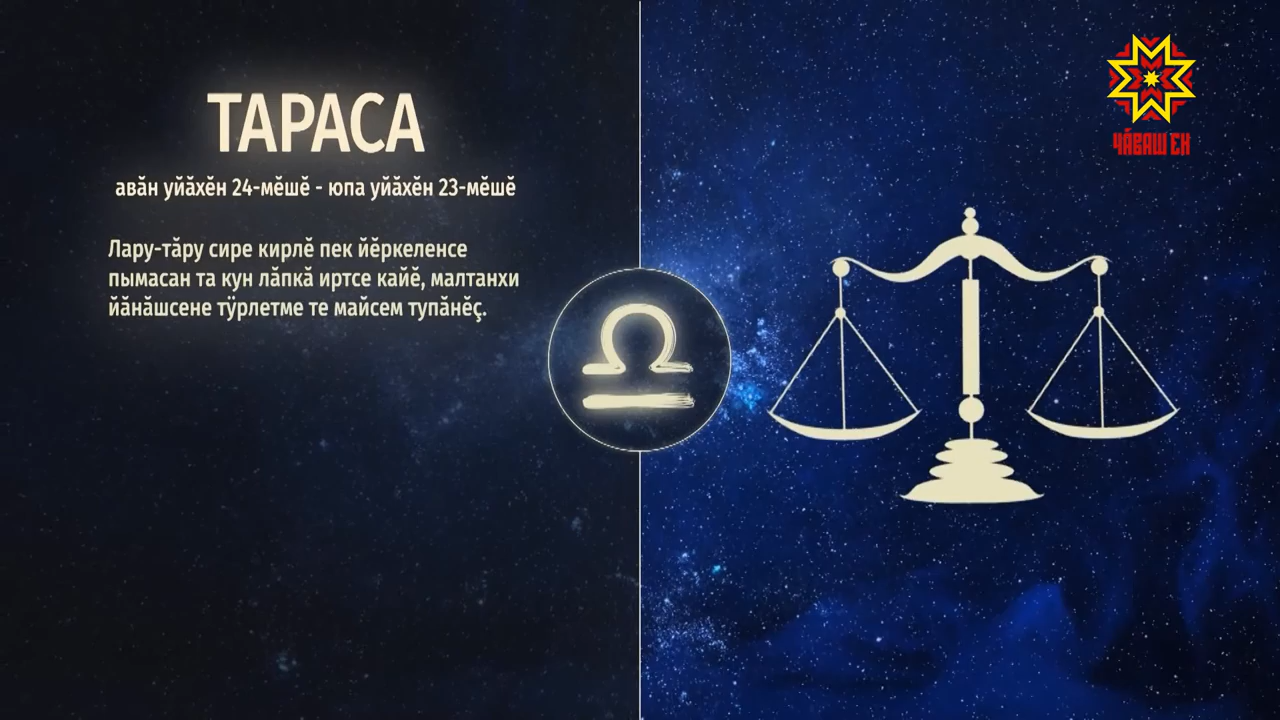 ЧӐВАШ ЕН
ТАРАСА
авӑн уйӑхӗн 24-мӗшӗ - юпа уйӑхӗн 23-мӗшӗ
Лару-тӑру сире кирлӗ пек йӗркеленсе
пымасан та кун лӑпкӑ иртсе кайӗ, малтанхи
йӑнӑшсене тӳрлетме те майсем тупӑнӗҫ.